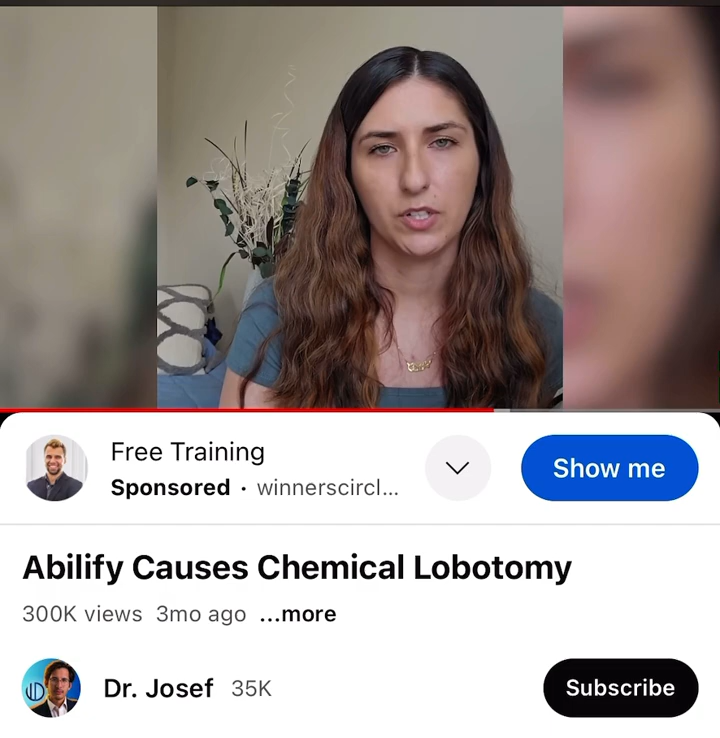 Free Training
Sponsored · winnerscircl...
Show me
Abilify Causes Chemical Lobotomy
300K views 3mo ago ...more
JD
Dr. Josef 35K
Subscribe